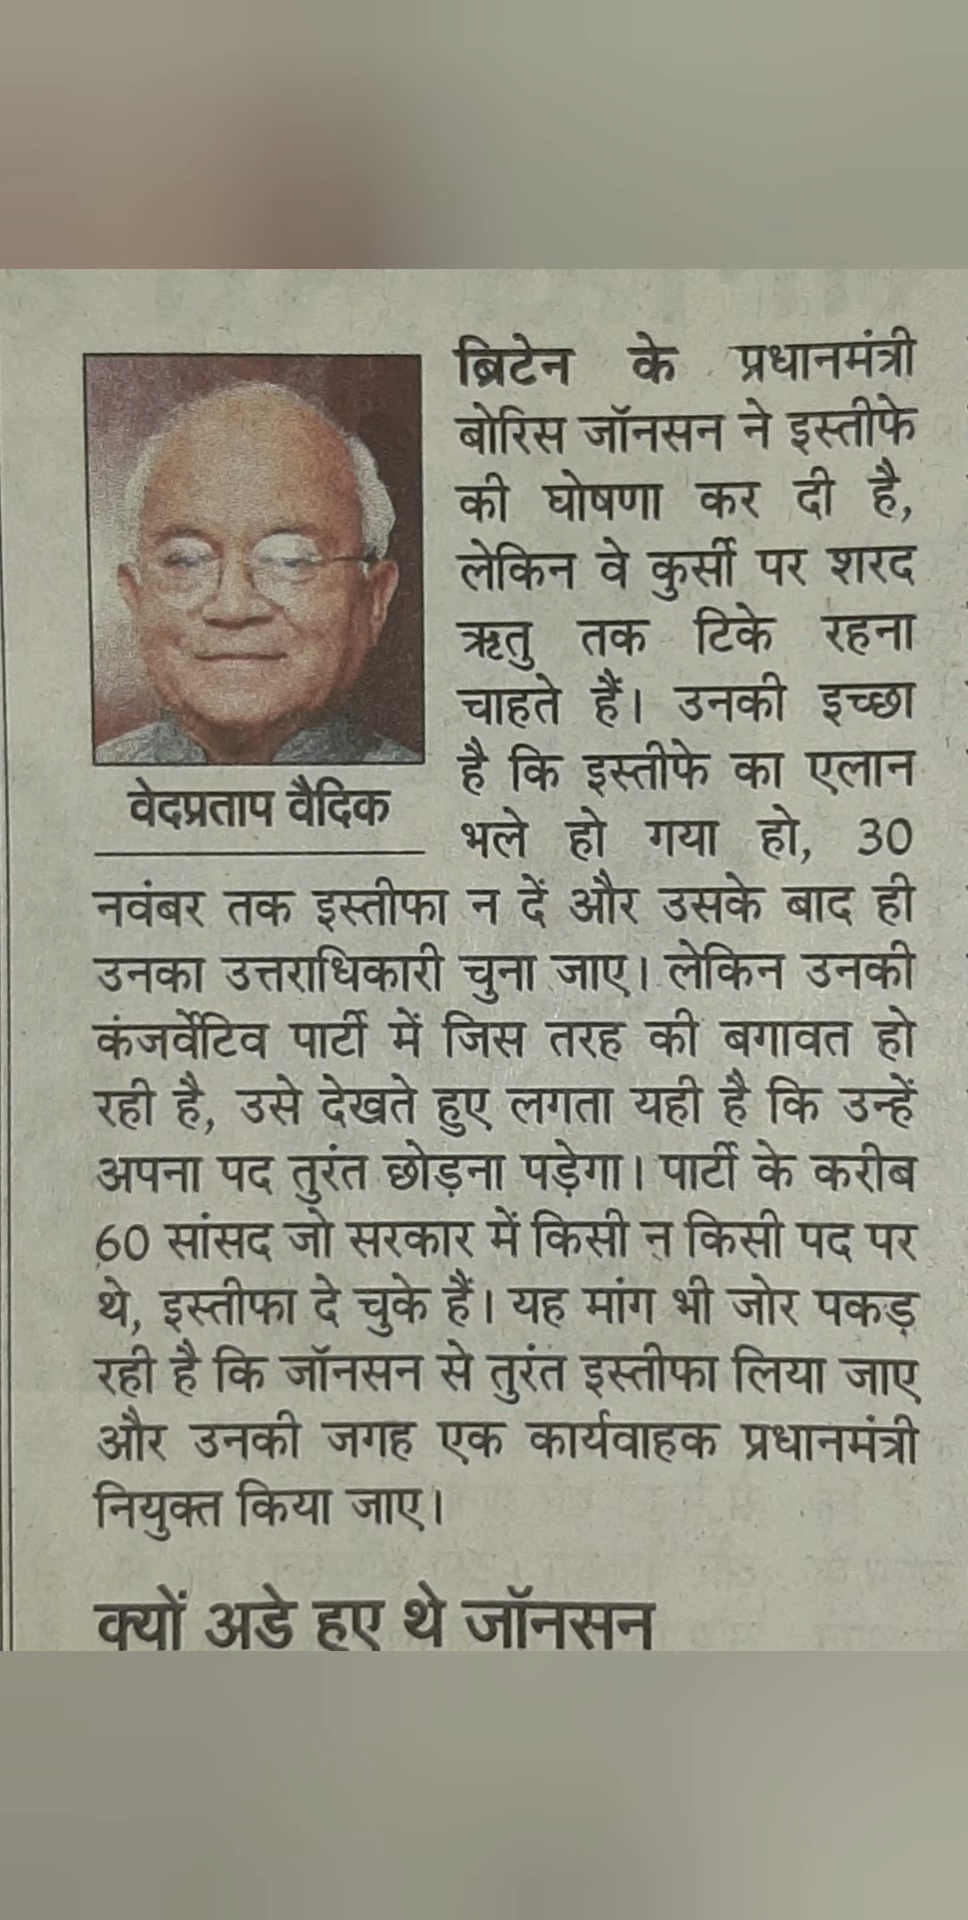 ब्रिटेन के प्रधानमंत्री
बोरिस जॉनसन ने इस्तीफे
की घोषणा कर दी है,
लेकिन वे कुर्सी पर शरद
ऋतु तक टिके रहना
चाहते हैं। उनकी इच्छा
है कि इस्तीफे का एलान
भले हो गया हो, 30
वेदप्रताप वैदिक
नवंबर तक इस्तीफा न दें और उसके बाद ही
उनका उत्तराधिकारी चुना जाए। लेकिन उनकी
कंजर्वेटिव पार्टी में जिस तरह की बगावत हो
रही है, उसे देखते हुए लगता यही है कि उन्हें
अपना पद तुरंत छोड़ना पड़ेगा। पार्टी के करीब
60 सांसद जो सरकार में किसी न किसी पद पर
थे, इस्तीफा दे चुके हैं। यह मांग भी जोर पकड़
रही है कि जॉनसन से तुरंत इस्तीफा लिया जाए
और उनकी जगह एक कार्यवाहक प्रधानमंत्री
नियुक्त किया जाए।
क्यों अडे हुए थे जॉनसन